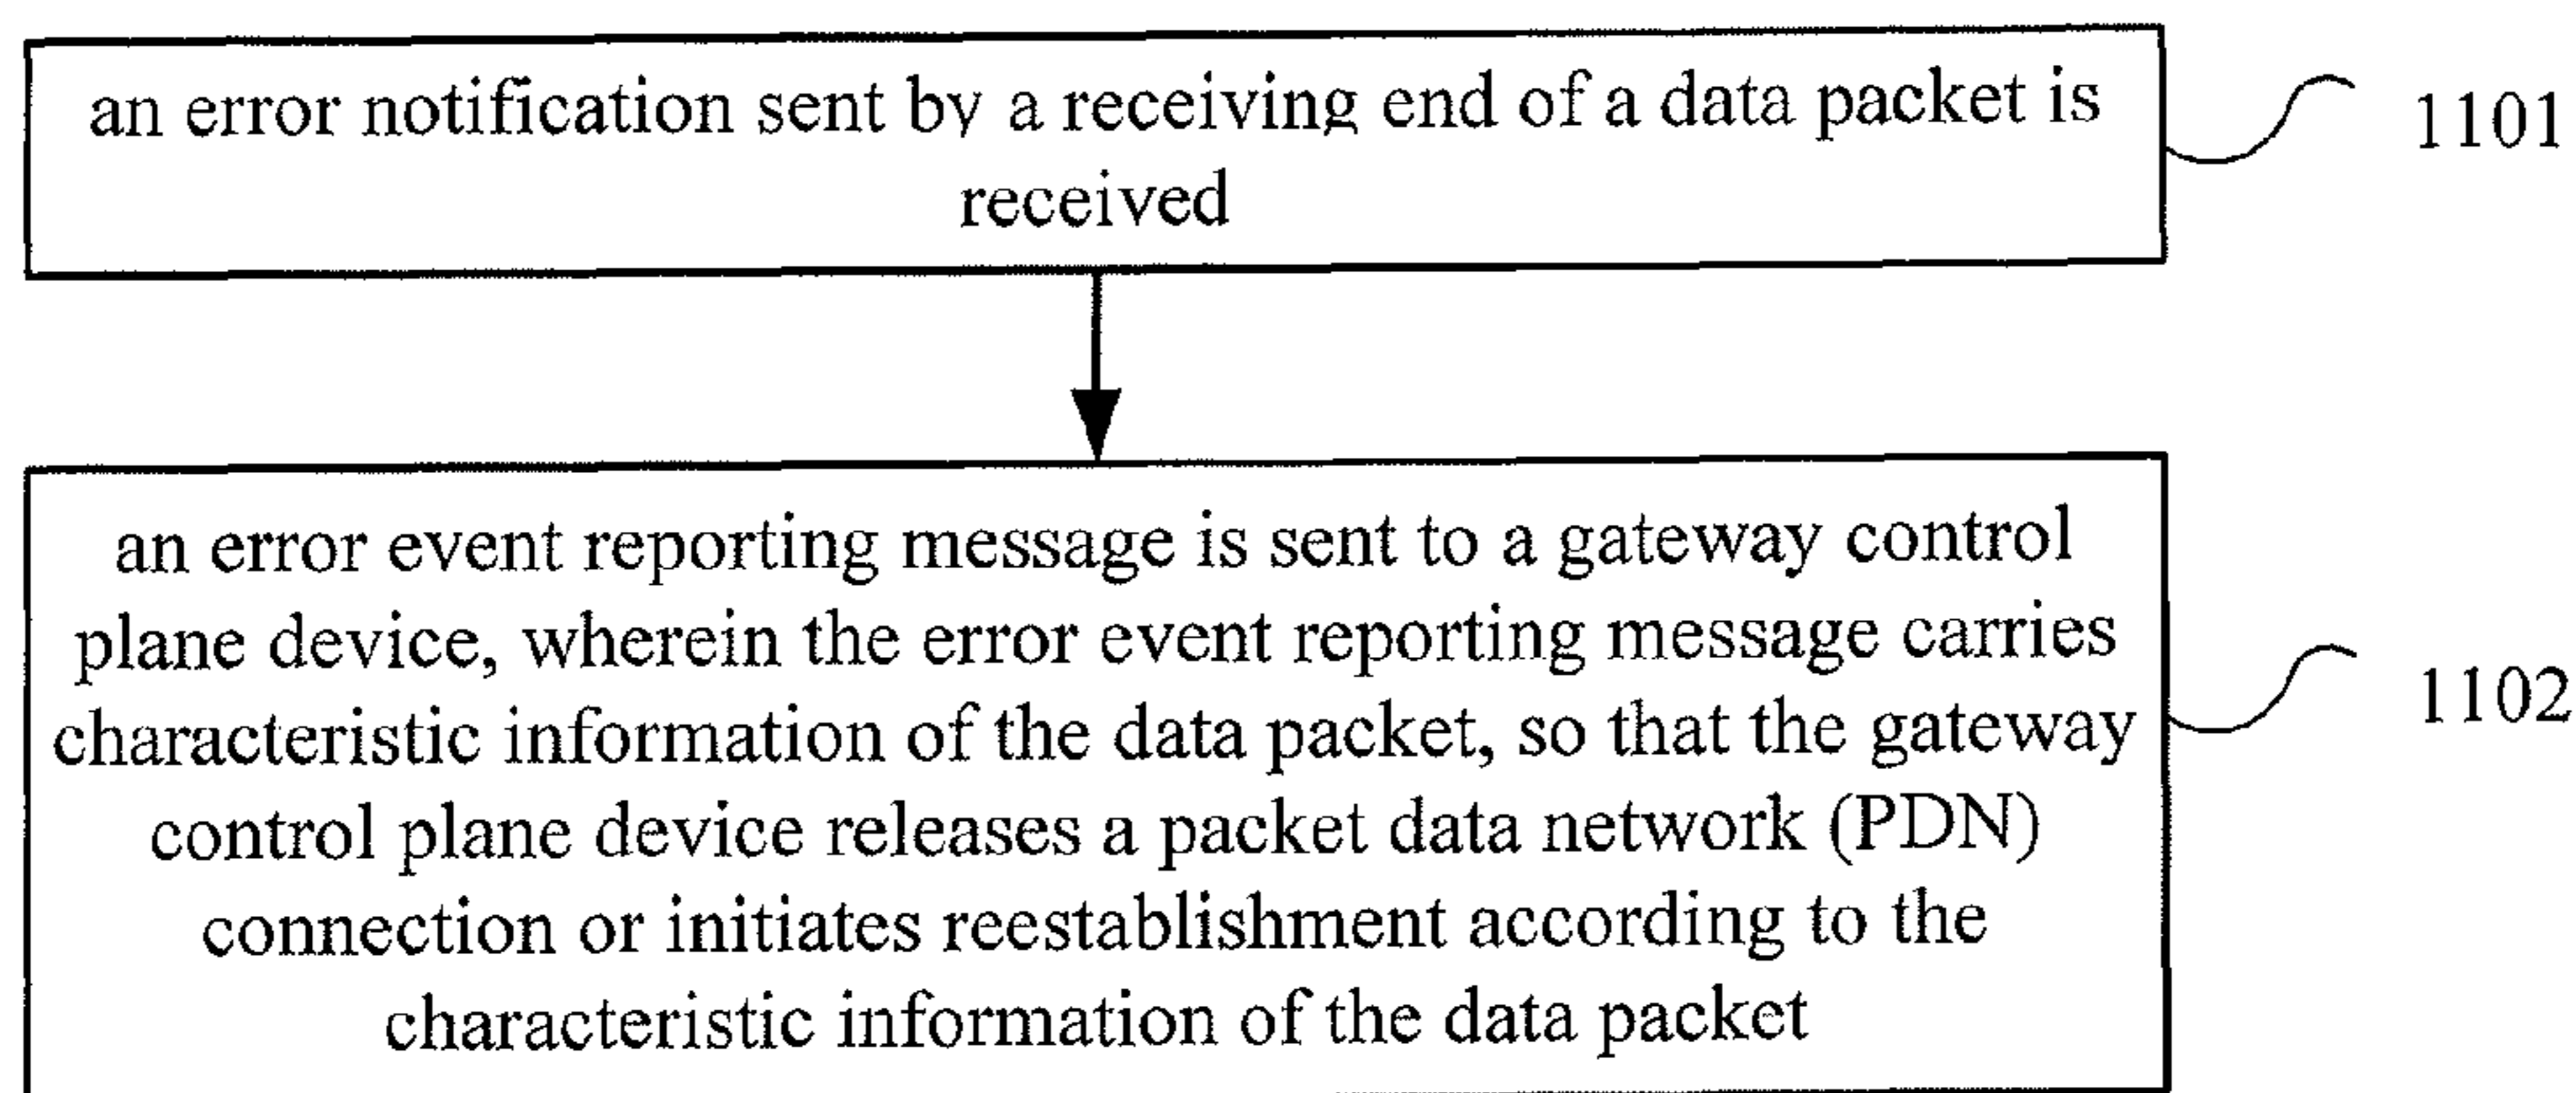 an error notification sent by a receiving end of a data packet is
received
1101
an error event reporting message is sent to a gateway control
plane device, wherein the error event reporting message carries
characteristic information of the data packet, so that the gateway
control plane device releases a packet data network (PDN)
connection or initiates reestablishment according to the
characteristic information of the data packet
1102